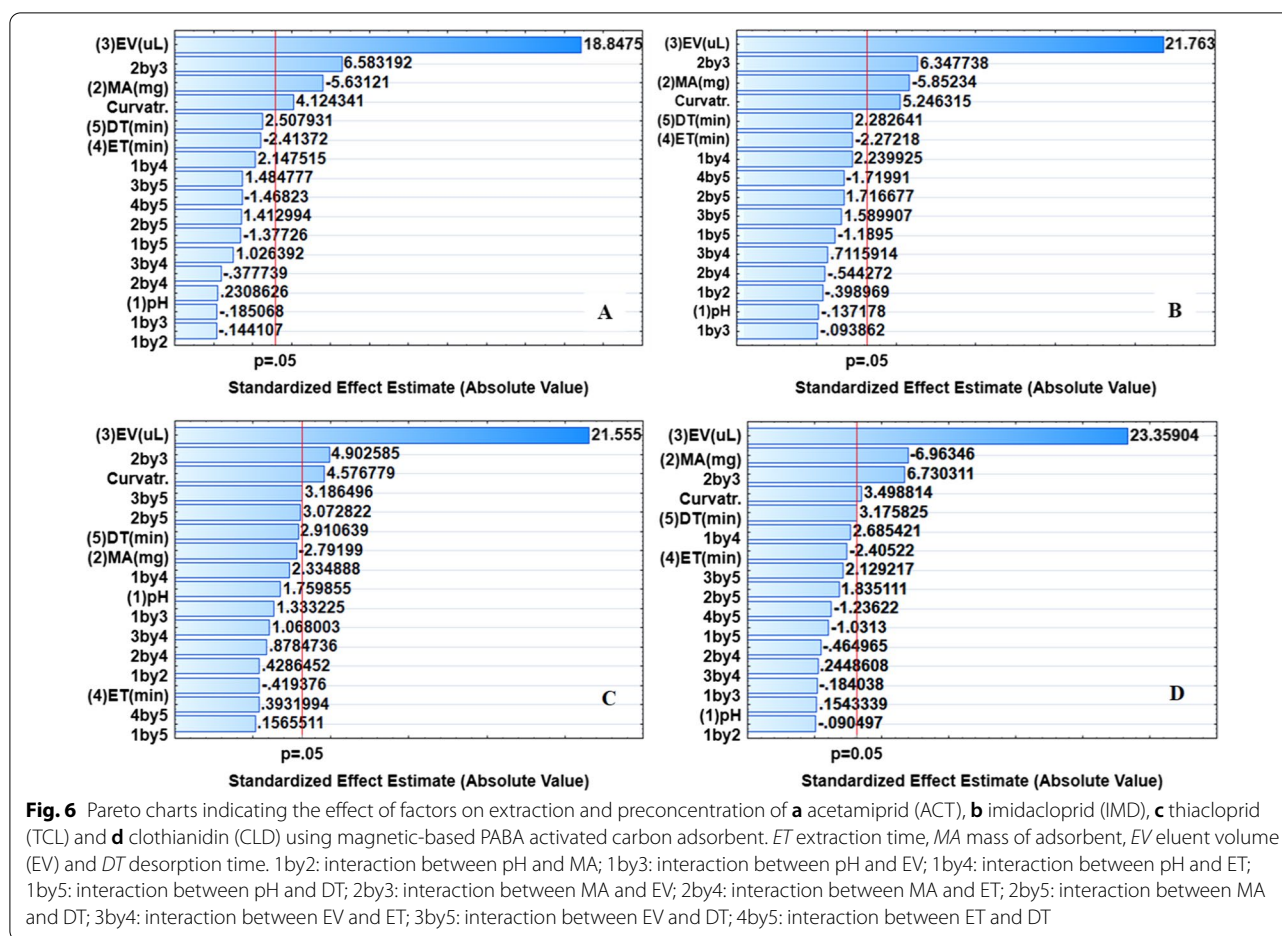 (3)EV(uL) 18.8475
2by3 6.583192
(2)MA(mg) -5.63121
Curvatr. 4.124341
(5)DT(min) 2.507931
(4)ET(min) -2.41372
1by4 2.147515
3by5 1.484777
4by5 -1.46823
2by5 1.412994
1by5 -1.37726
3by4 1.026392
2by4 -.377739
(1)pH .2308626
1by3 -.185068
1by2 -.144107
A
p=.05
Standardized Effect Estimate (Absolute Value)
(3)EV(uL) 21.763
2by3 6.347738
(2)MA(mg) -5.85234
Curvatr. 5.246315
(5)DT(min) 2.282641
(4)ET(min) -2.27218
1by4 2.239925
4by5 -1.71991
2by5 1.716677
3by5 1.589907
1by5 -1.1895
3by4 .7115914
2by4 -.544272
1by2 -.398969
(1)pH -.137178
1by3 -.093862
B
p=.05
Standardized Effect Estimate (Absolute Value)
(3)EV(uL) 21.555
2by3 4.902585
Curvatr. 4.576779
3by5 3.186496
2by5 3.072822
(5)DT(min) 2.910639
(2)MA(mg) -2.79199
1by4 2.334888
(1)pH 1.759855
1by3 1.333225
3by4 1.068003
2by4 .8784736
1by2 .4286452
(4)ET(min) -.419376
4by5 .3931994
1by5 .1565511
C
p=.05
Standardized Effect Estimate (Absolute Value)
(3)EV(uL) 23.35904
(2)MA(mg) -6.96346
2by3 6.730311
Curvatr. 3.498814
(5)DT(min) 3.175825
1by4 2.685421
(4)ET(min) -2.40522
3by5 2.129217
2by5 1.835111
4by5 -1.23622
1by5 -1.0313
2by4 -.464965
3by4 .2448608
1by3 -.184038
(1)pH .1543339
1by2 -.090497
D
p=0.05
Standardized Effect Estimate (Absolute Value)
Fig. 6 Pareto charts indicating the effect of factors on extraction and preconcentration of a acetamiprid (ACT), b imidacloprid (IMD), c thiacloprid
(TCL) and d clothianidin (CLD) using magnetic-based PABA activated carbon adsorbent. ET extraction time, MA mass of adsorbent, EV eluent volume
(EV) and DT desorption time. 1by2: interaction between pH and MA; 1by3: interaction between pH and EV; 1by4: interaction between pH and ET;
1by5: interaction between pH and DT; 2by3: interaction between MA and EV; 2by4: interaction between MA and ET; 2by5: interaction between MA
and DT; 3by4: interaction between EV and ET; 3by5: interaction between EV and DT; 4by5: interaction between ET and DT